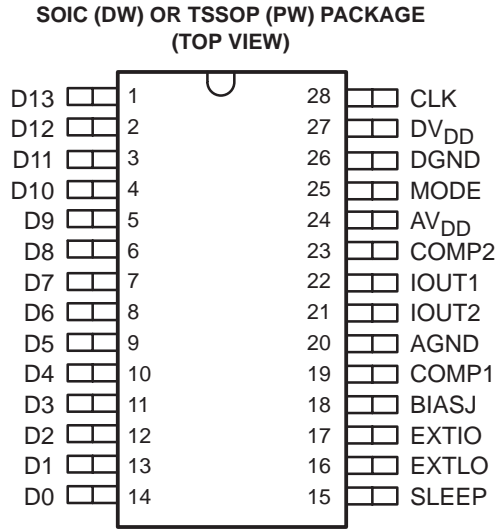 SOIC (DW) OR TSSOP (PW) PACKAGE
(TOP VIEW)
D13 1 28 CLK
D12 2 27 DVDD
D11 3 26 DGND
D10 4 25 MODE
D9 5 24 AVDD
D8 6 23 COMP2
D7 7 22 IOUT1
D6 8 21 IOUT2
D5 9 20 AGND
D4 10 19 COMP1
D3 11 18 BIASJ
D2 12 17 EXTIO
D1 13 16 EXTLO
D0 14 15 SLEEP